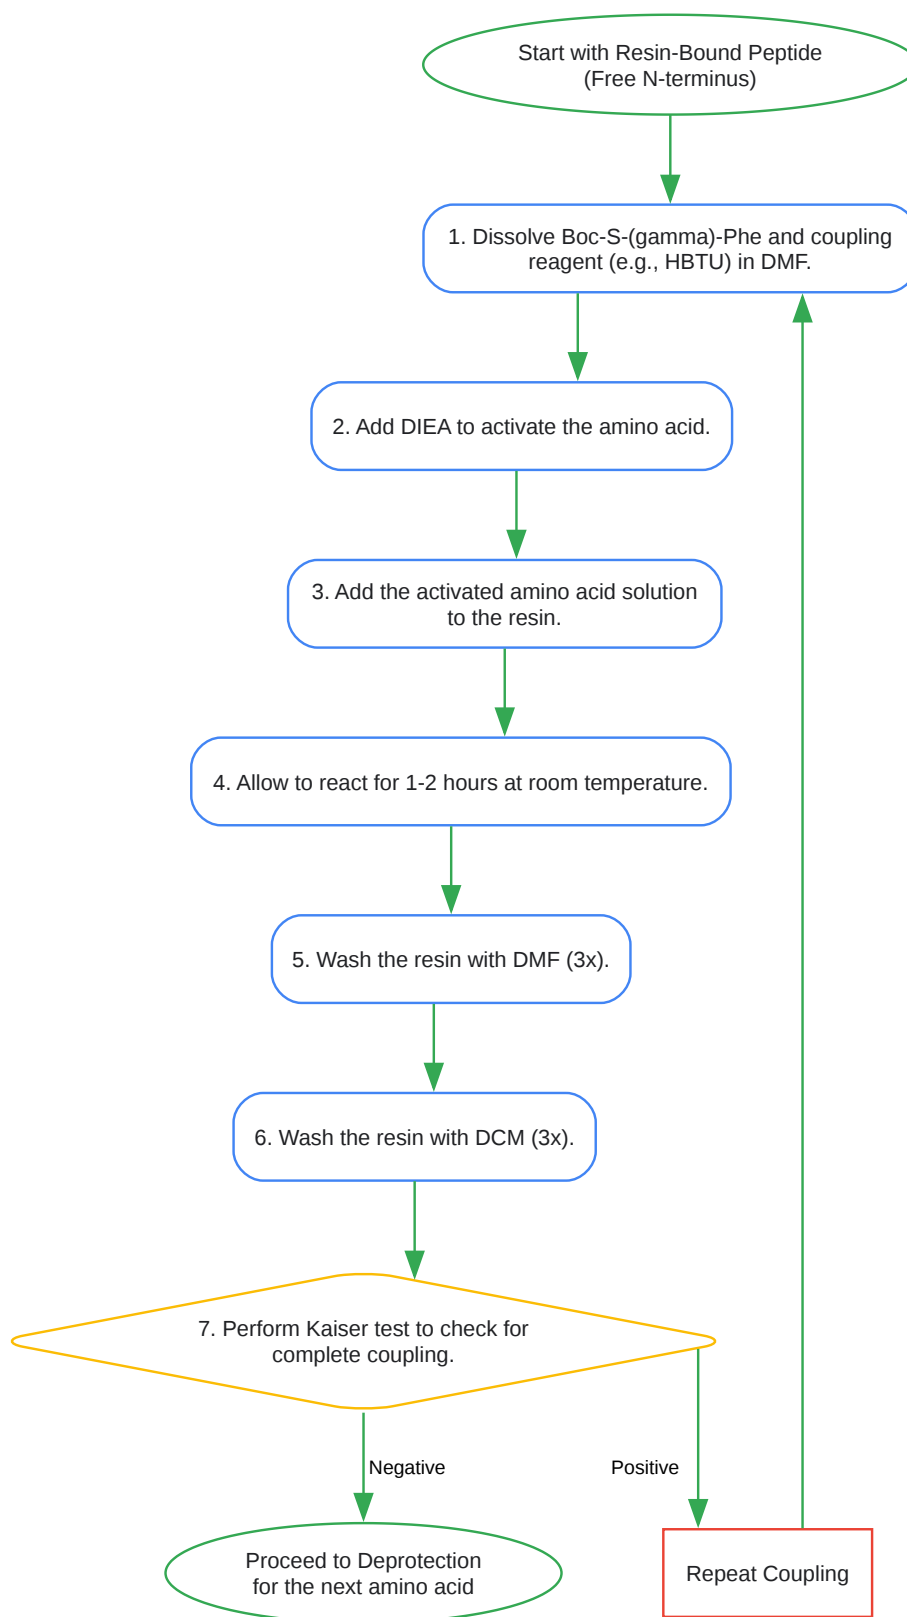 Start with Resin-Bound Peptide
(Free N-terminus)
1. Dissolve Boc-S-(gamma)-Phe and coupling
reagent (e.g., HBTU) in DMF.
2. Add DIEA to activate the amino acid.
3. Add the activated amino acid solution
to the resin.
4. Allow to react for 1-2 hours at room temperature.
5. Wash the resin with DMF (3x).
6. Wash the resin with DCM (3x).
7. Perform Kaiser test to check for
complete coupling.
Negative
Positive
Proceed to Deprotection
for the next amino acid
Repeat Coupling